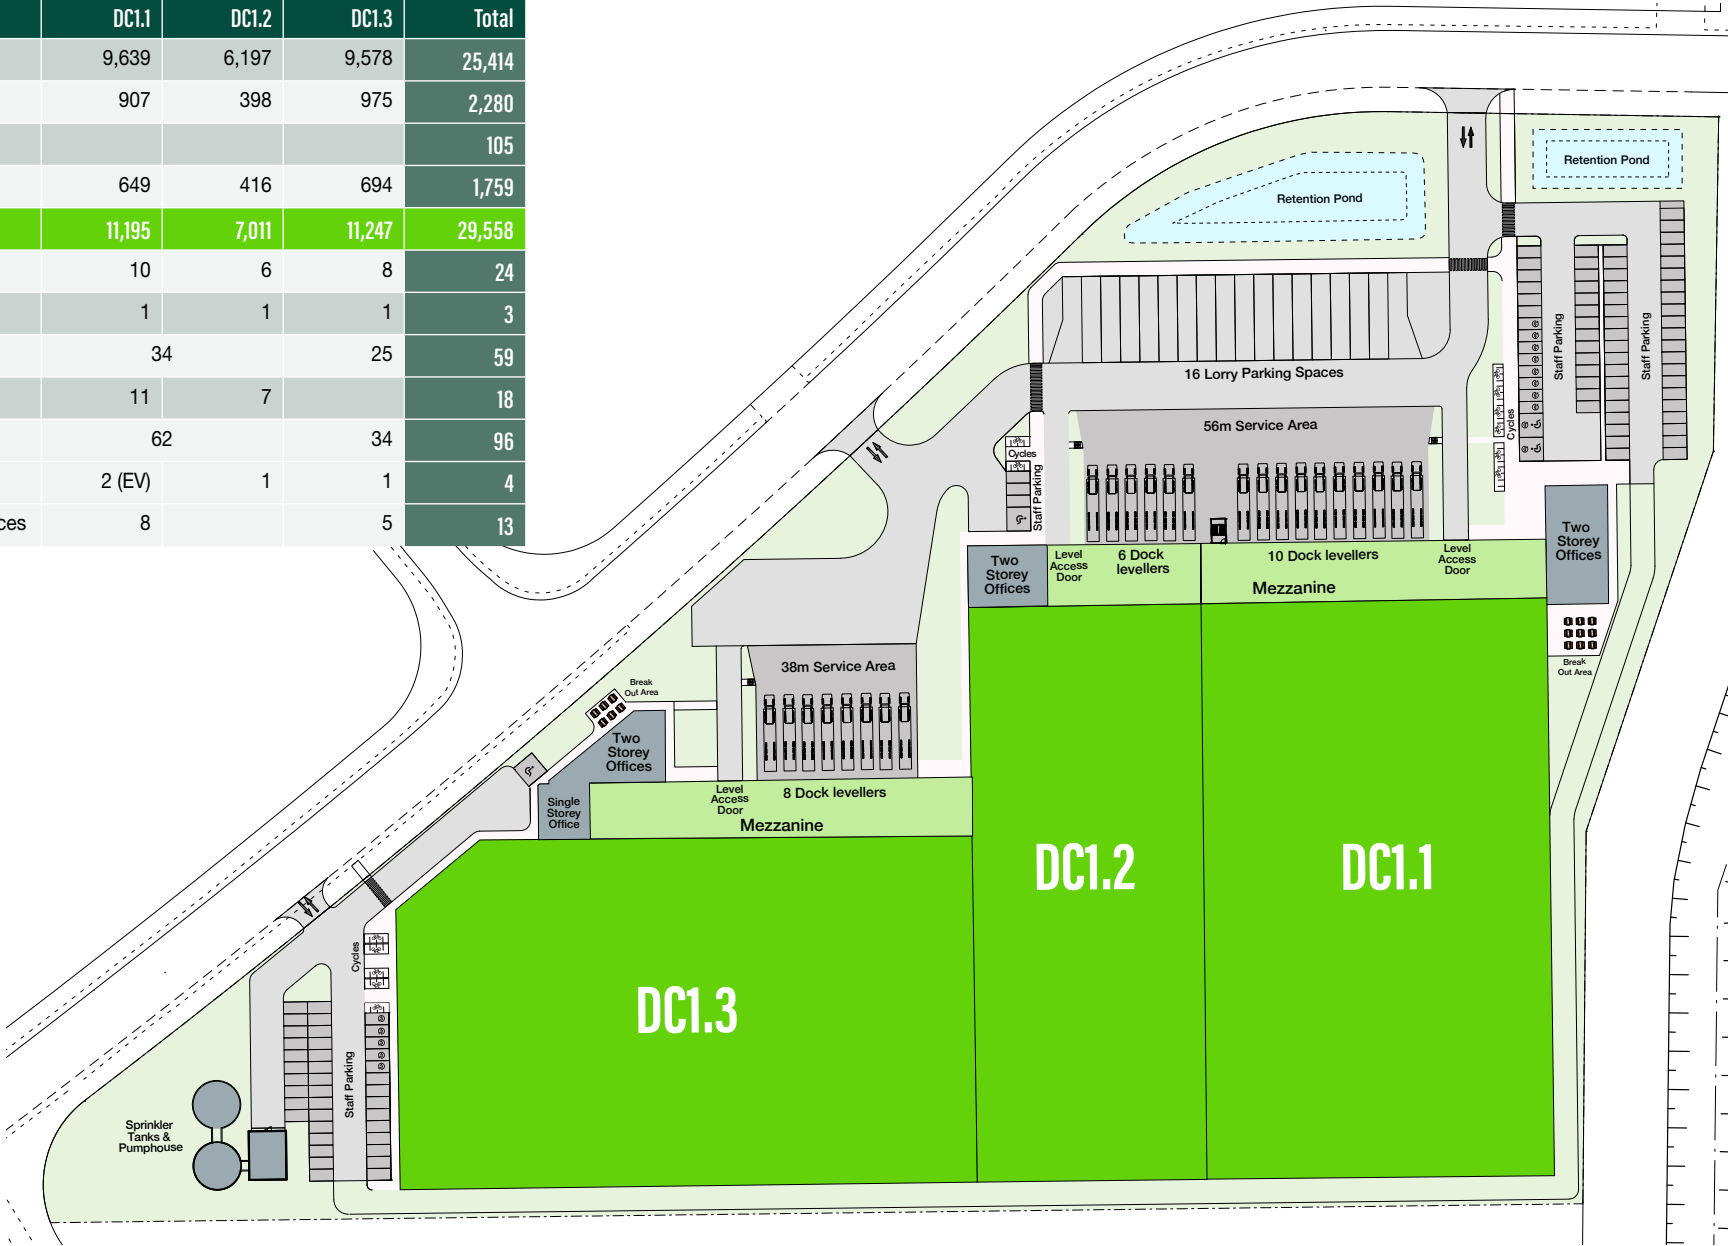 DC1.1 DC1.2 DC1.3 Total
9,639 6,197 9,578 25,414
907 398 975 2,280
105
649 416 694 1,759
11,195 7,011 11,247 29,558
10 6 8 24
1 1 1 3
34 25 59
11 7 18
62 34 96
2 (EV) 1 1 4
ces 8 5 13
Retention Pond
Retention Pond
Staff Parking
Staff Parking
16 Lorry Parking Spaces
Cycles
56m Service Area
Cycles
Staff Parking
Two
Storey
Offices
Two
Storey
Offices
Level
Access
Door
6 Dock
levellers
10 Dock levellers
Level
Access
Door
Mezzanine
Break
Out Area
38m Service Area
Break
Out Area
Two
Storey
Offices
Single
Storey
Office
Level
Access
Door
8 Dock levellers
Mezzanine
DC1.2
DC1.1
DC1.3
Cycles
Staff Parking
Sprinkler
Tanks &
Pumphouse